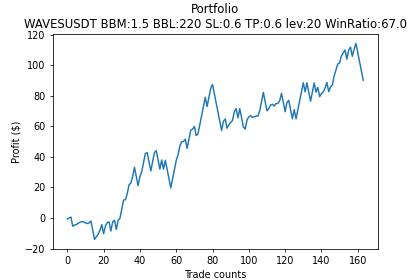 Portfolio
WAVESUSDT BBM:1.5 BBL:220 SL:0.6 TP:0.6 lev:20 WinRatio:67.0
120
100
80
60
40
20
0
−20
Profit ($)
0 20 40 60 80 100 120 140 160
Trade counts